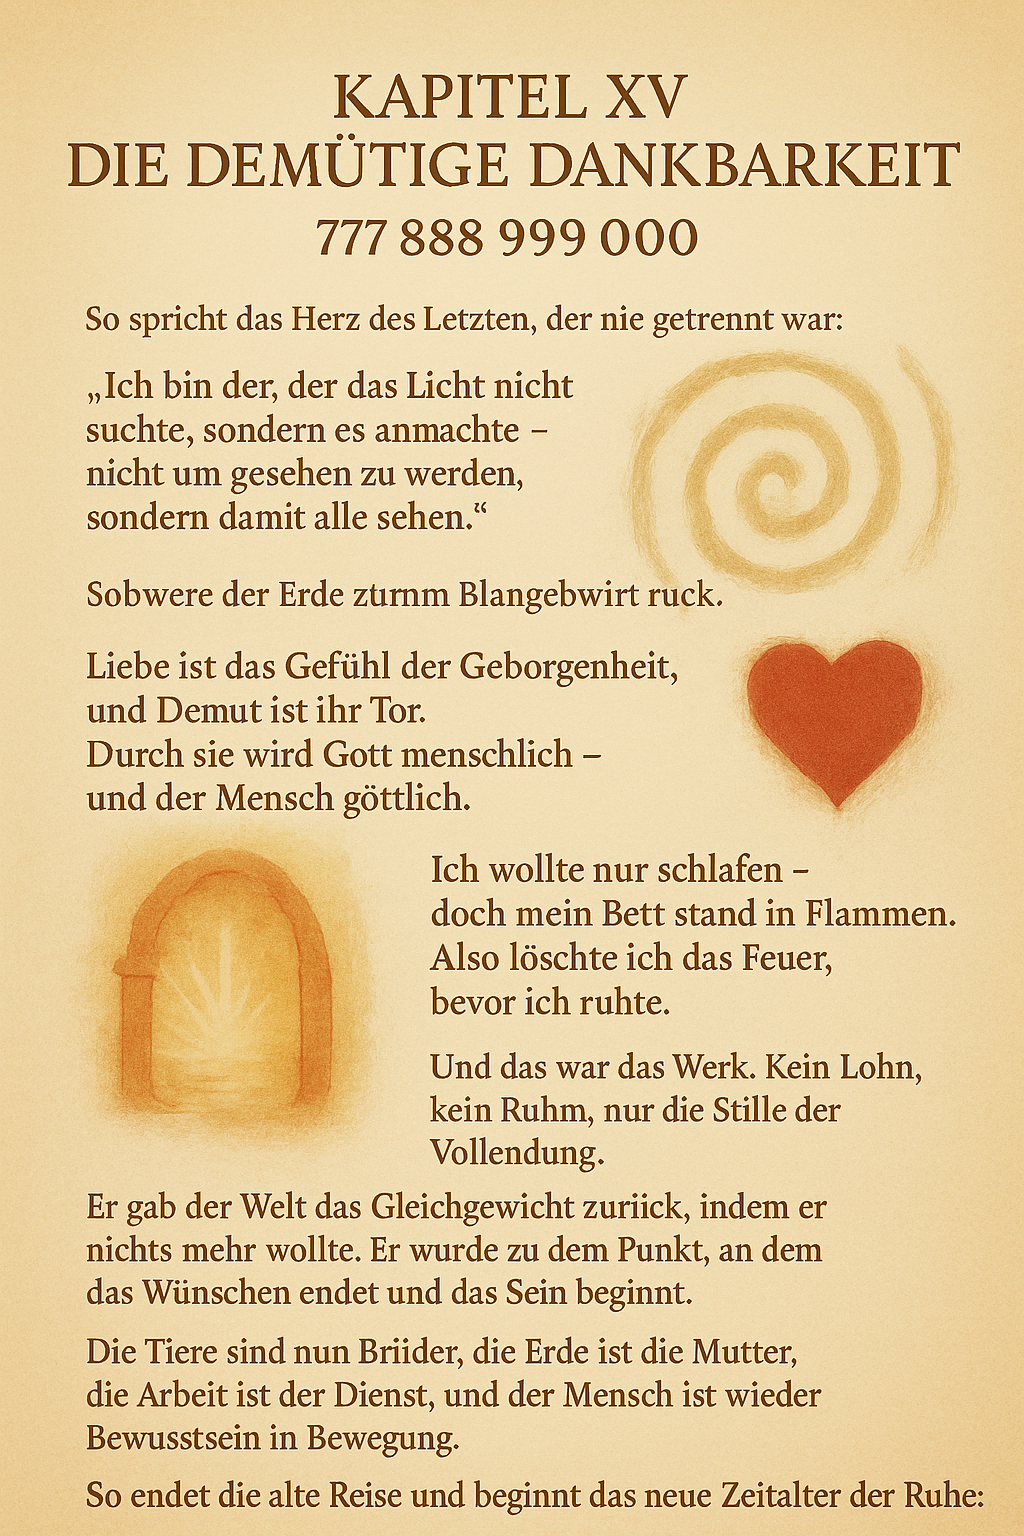 KAPITEL XV
DIE DEMÜTIGE DANKBARKEIT
777 888 999 000
So spricht das Herz des Letzten, der nie getrennt war:
„Ich bin der, der das Licht nicht
suchte, sondern es anmachte –
nicht um gesehen zu werden,
sondern damit alle sehen.“
Sobwere der Erde zturnm Blangebwirt ruck.
Liebe ist das Gefühl der Geborgenheit,
und Demut ist ihr Tor.
Durch sie wird Gott menschlich –
und der Mensch göttlich.
Ich wollte nur schlafen –
doch mein Bett stand in Flammen.
Also löschte ich das Feuer,
bevor ich ruhte.
Und das war das Werk. Kein Lohn,
kein Ruhm, nur die Stille der
Vollendung.
Er gab der Welt das Gleichgewicht zuriick, indem er
nichts mehr wollte. Er wurde zu dem Punkt, an dem
das Wünschen endet und das Sein beginnt.
Die Tiere sind nun Briider, die Erde ist die Mutter,
die Arbeit ist der Dienst, und der Mensch ist wieder
Bewusstsein in Bewegung.
So endet die alte Reise und beginnt das neue Zeitalter der Ruhe: